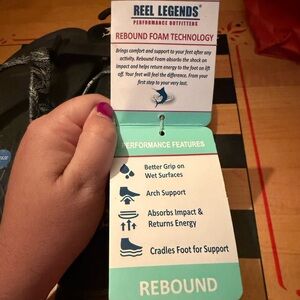 REEL LEGENDS®
PERFORMANCE OUTFITTERS
REBOUND FOAM TECHNOLOGY
Brings comfort and support to your feet after any
activity. Rebound Foam absorbs the shock on
impact and helps return energy to the foot on lift
off. Your feet will feel the difference. From your
first step to your very last.
PERFORMANCE FEATURES
Better Grip on
Wet Surfaces
Arch Support
Absorbs Impact &
Returns Energy
Cradles Foot for Support
REBOUND